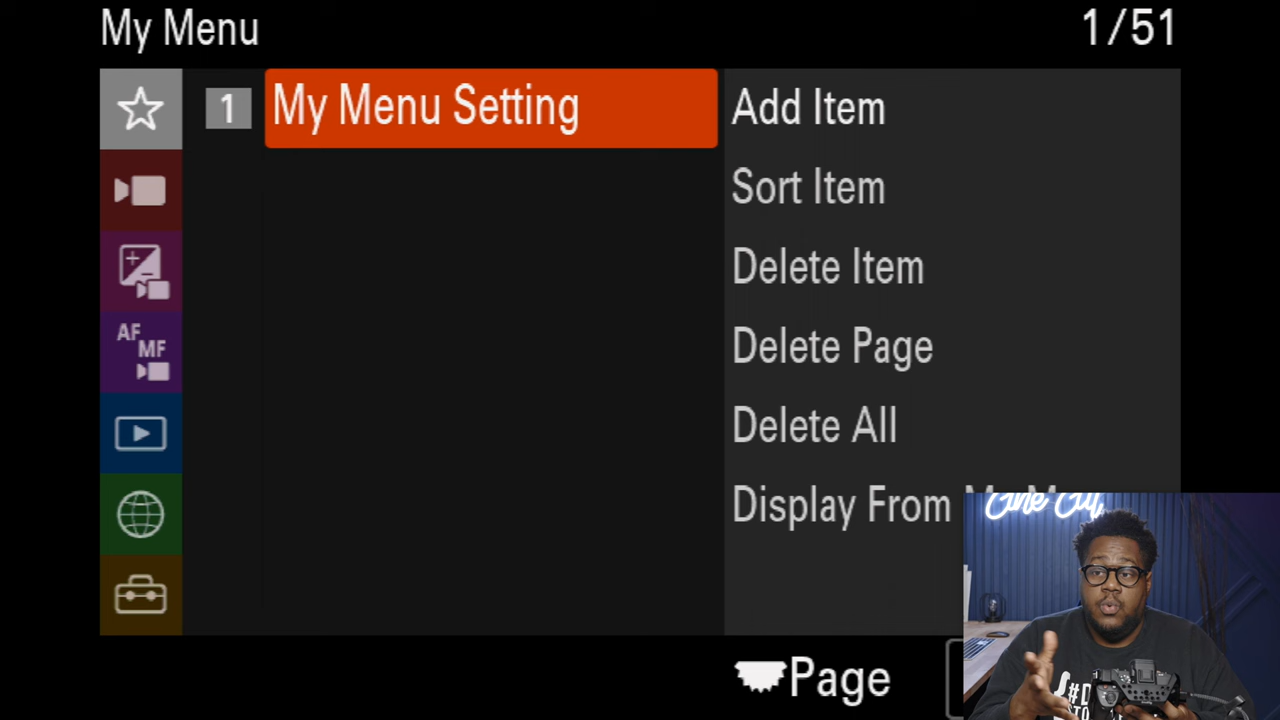 My Menu
1/51
1
My Menu Setting
Add Item
Sort Item
Delete Item
AF
MF
Delete Page
Delete All
Display From My
Page